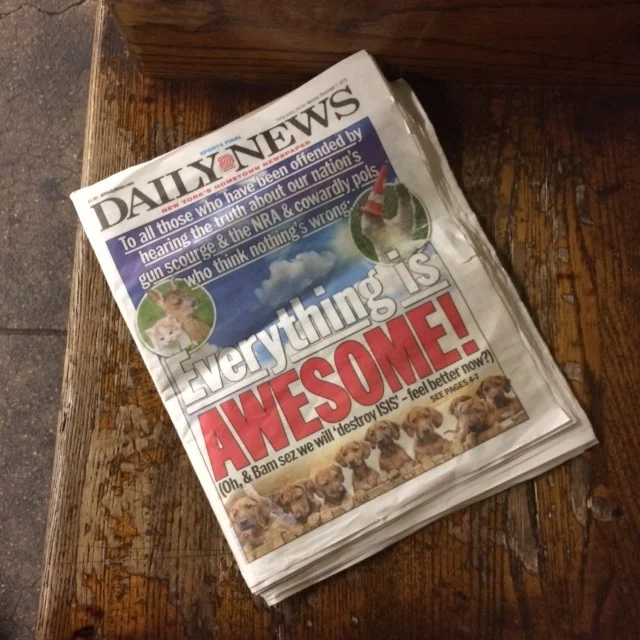 SPORTS FINAL
DAILY NEWS
NEW YORK'S HOMETOWN NEWSPAPER
To all those who have been offended by
hearing the truth about our nation's
gun scourge & the NRA & cowardly pols
who think nothing's wrong:
Everything is
AWESOME!
(Oh, & Bam sez we will 'destroy ISIS' – feel better now?)
SEE PAGES 4-7